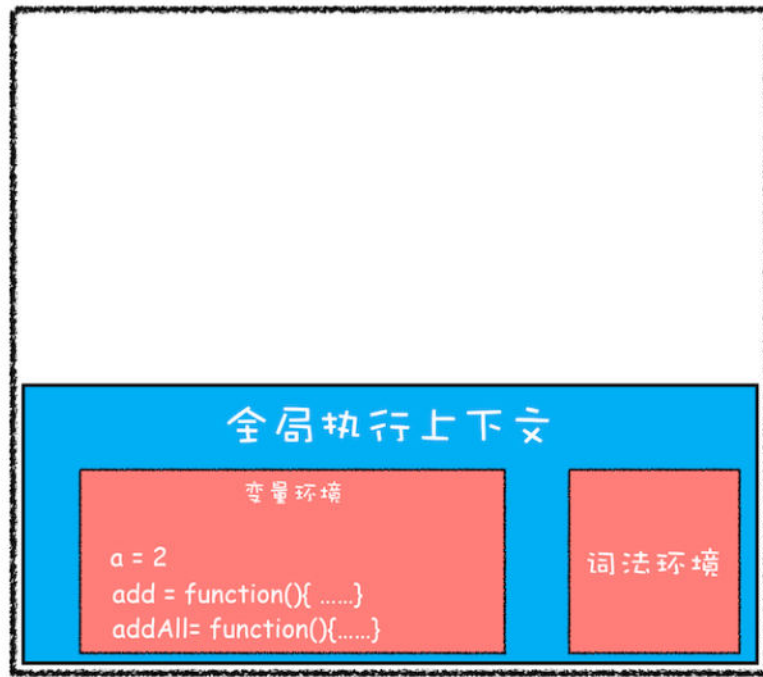 全局执行上下文
变量环境
a = 2
add = function(){ ......}
addAll= function(){......}
词法环境